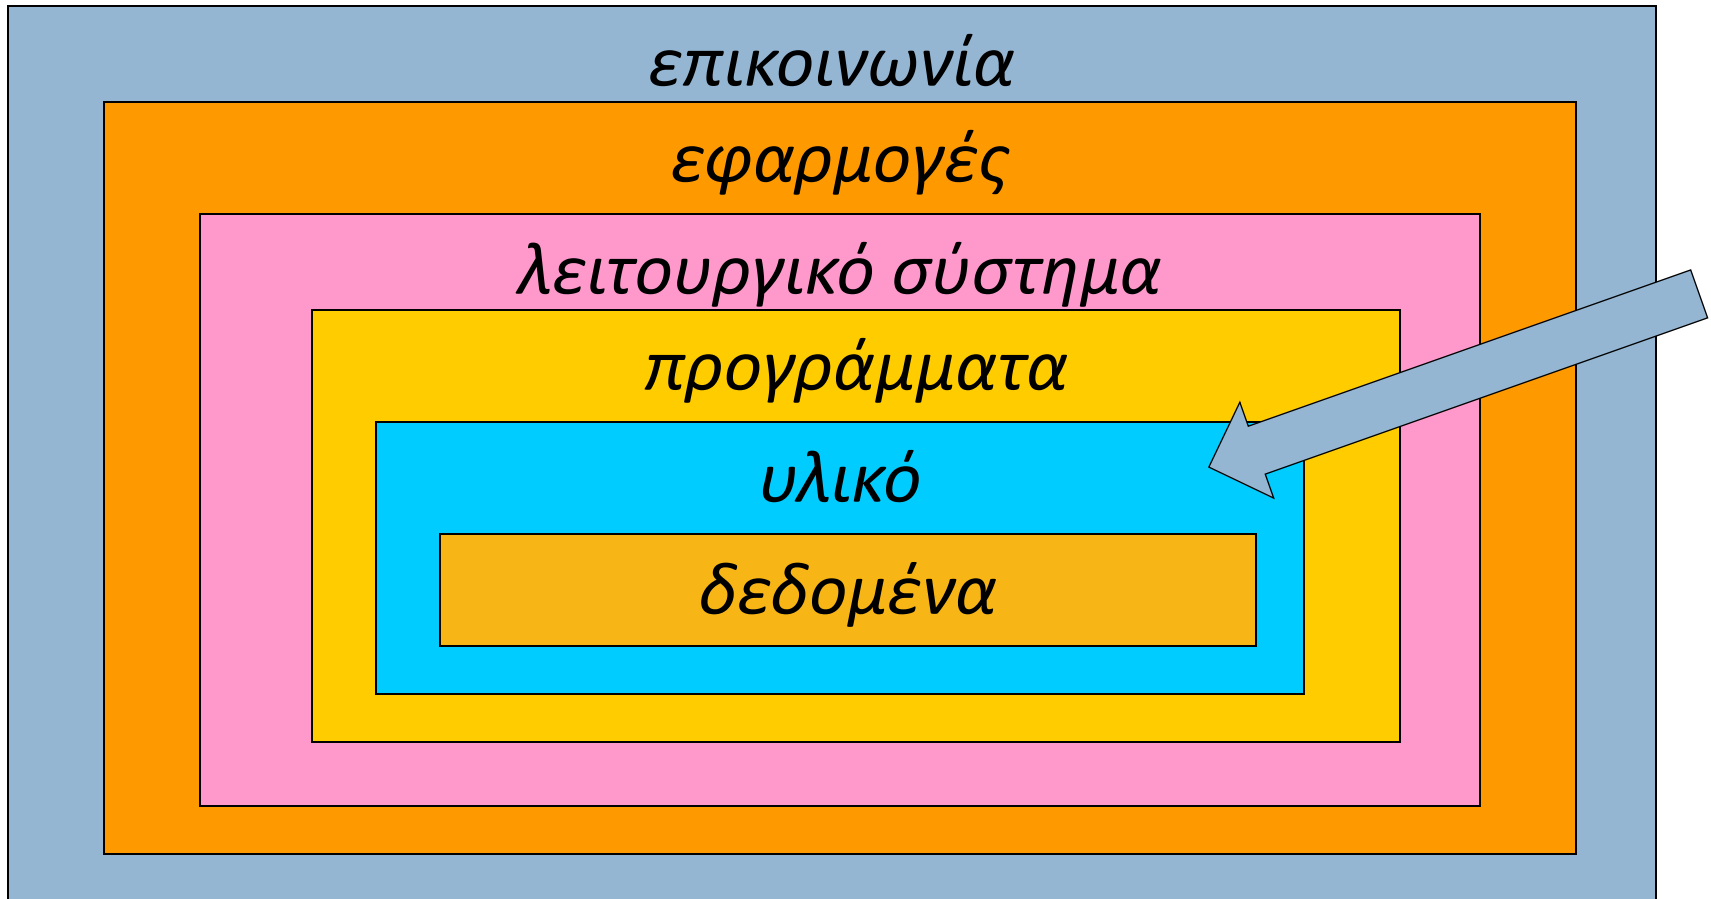 επικοινωνία
εφαρμογές
λειτουργικό σύστημα
προγράμματα
υλικό
δεδομένα